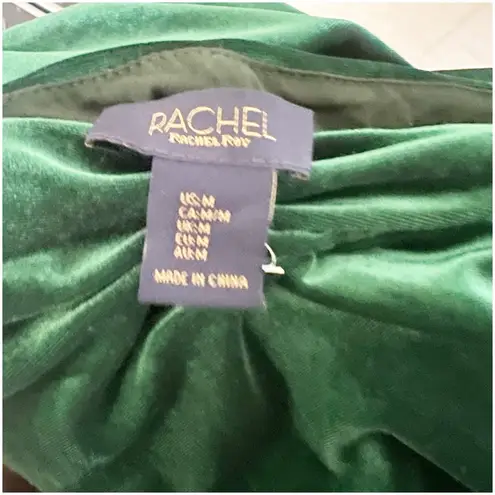 RACHEL
RACHEL ROY
US:M
CA:M/M
UK:M
EU:M
AU:M
MADE IN CHINA